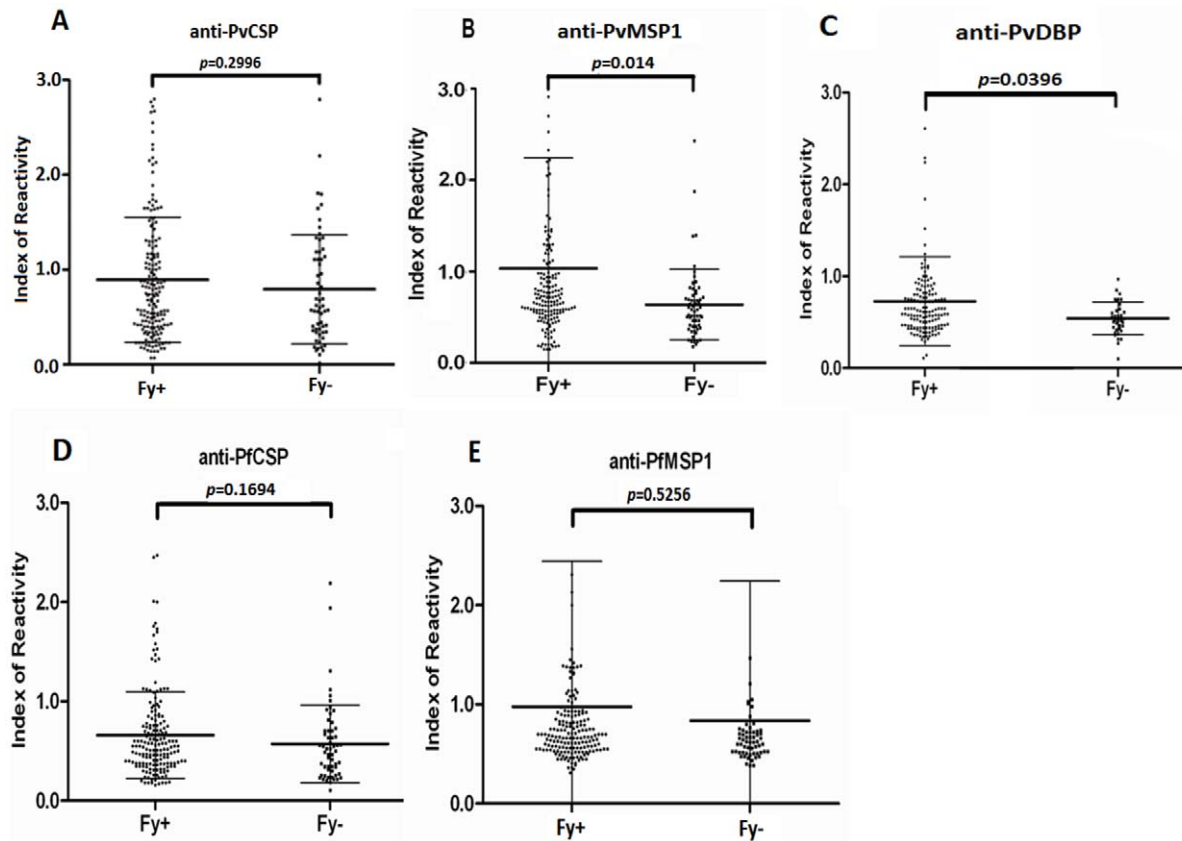 A
anti-PvCSP
p=0.2996
3.0
2.0
1.0
0.0
Index of Reactivity
Fy+ Fy-
B
anti-PvMSP1
p=0.014
3.0
2.0
1.0
0.0
Index of Reactivity
Fy+ Fy-
C
anti-PvDBP
p=0.0396
3.0
2.0
1.0
0.0
Index of Reactivity
Fy+ Fy-
D
anti-PfCSP
p=0.1694
3.0
2.0
1.0
0.0
Index of Reactivity
Fy+ Fy-
E
anti-PfMSP1
p=0.5256
3.0
2.0
1.0
0.0
Index of Reactivity
Fy+ Fy-